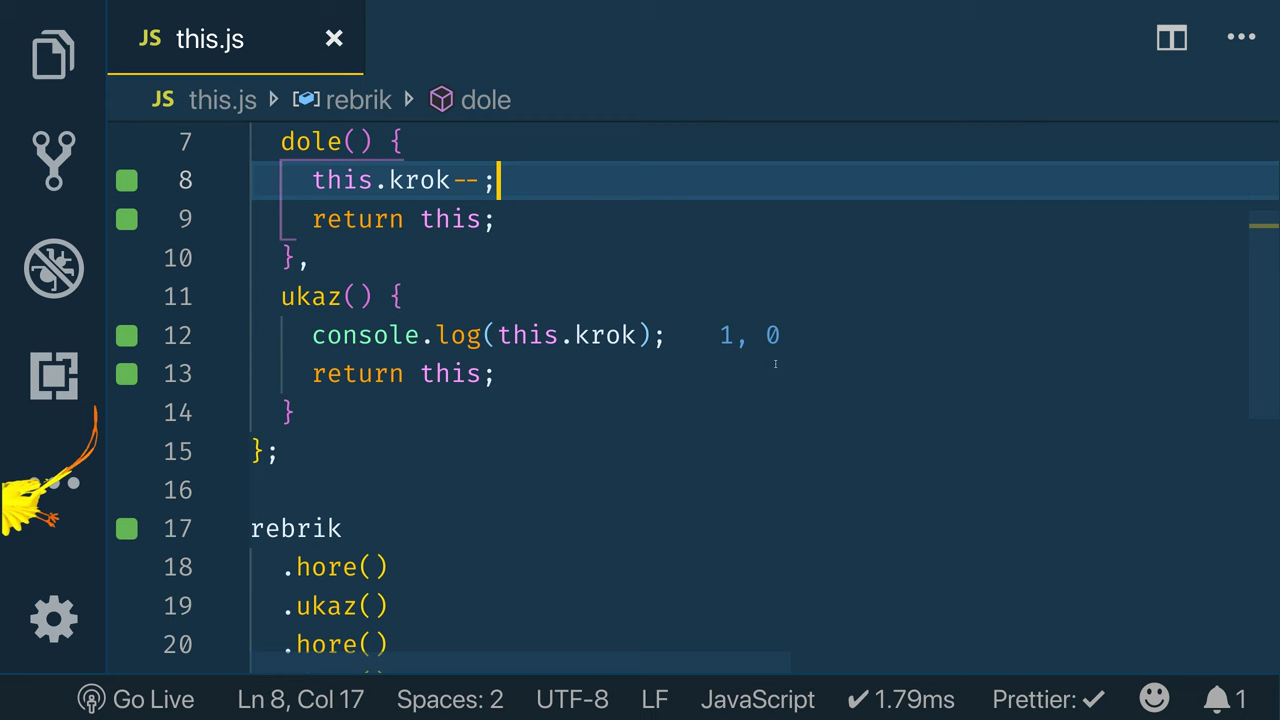 JS this.js
JS this.js rebrik dole
7 dole() {
8 this.krok--;
9 return this;
10 },
11 ukaz() {
12 console.log(this.krok); 1, 0
13 return this;
14 }
15 };
16
17 rebrik
18 .hore()
19 .ukaz()
20 .hore()
Go Live Ln 8, Col 17 Spaces: 2 UTF-8 LF JavaScript ✔ 1.79ms Prettier: ✔ 1